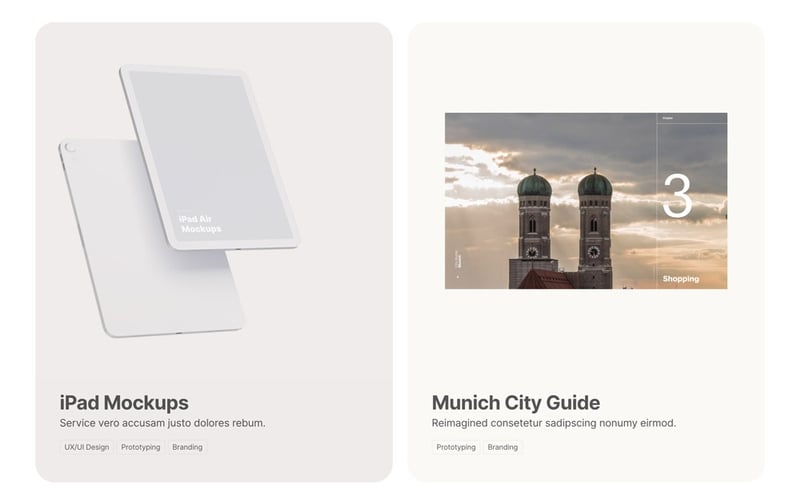 iPad Air
Mockups
iPad Mockups
Service vero accusam justo dolores rebum.
UX/UI Design
Prototyping
Branding
Chapter
3
Shopping
Munich City Guide
Reimagined consetetur sadipscing nonumy eirmod.
Prototyping
Branding